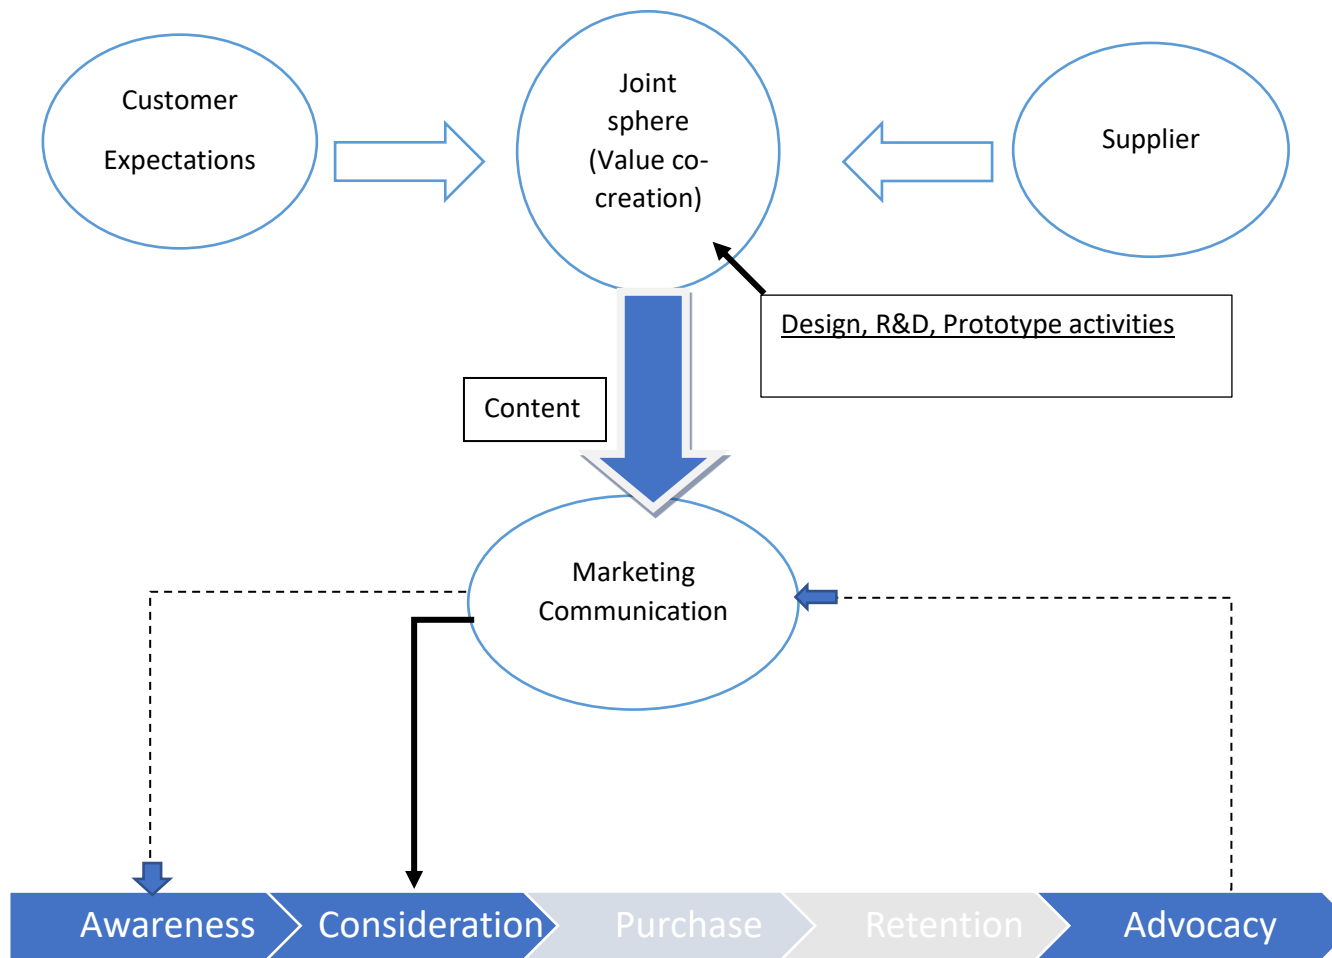 Customer
Expectations
Joint
sphere
(Value co-
creation)
Supplier
Design, R&D, Prototype activities
Content
Marketing
Communication
Awareness
Consideration
Purchase
Retention
Advocacy